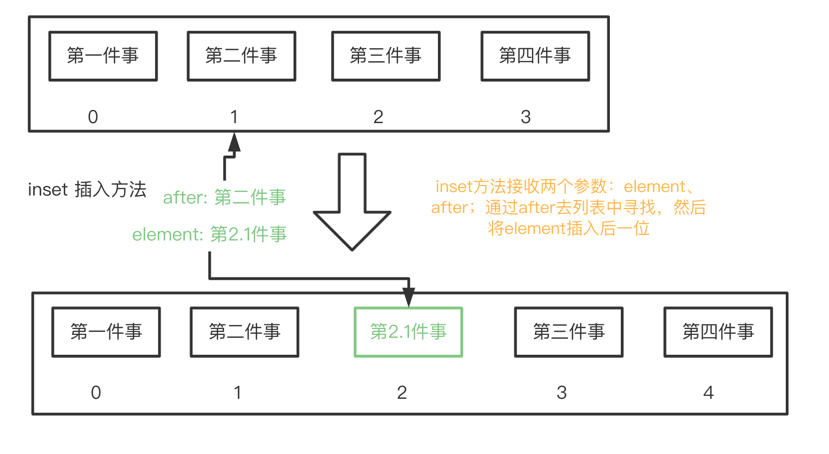 第一件事 第二件事 第三件事 第四件事
0 1 2 3
inset 插入方法
after: 第二件事
element: 第2.1件事
inset方法接收两个参数：element、
after；通过after去列表中寻找，然后
将element插入后一位
第一件事 第二件事 第2.1件事 第三件事 第四件事
0 1 2 3 4